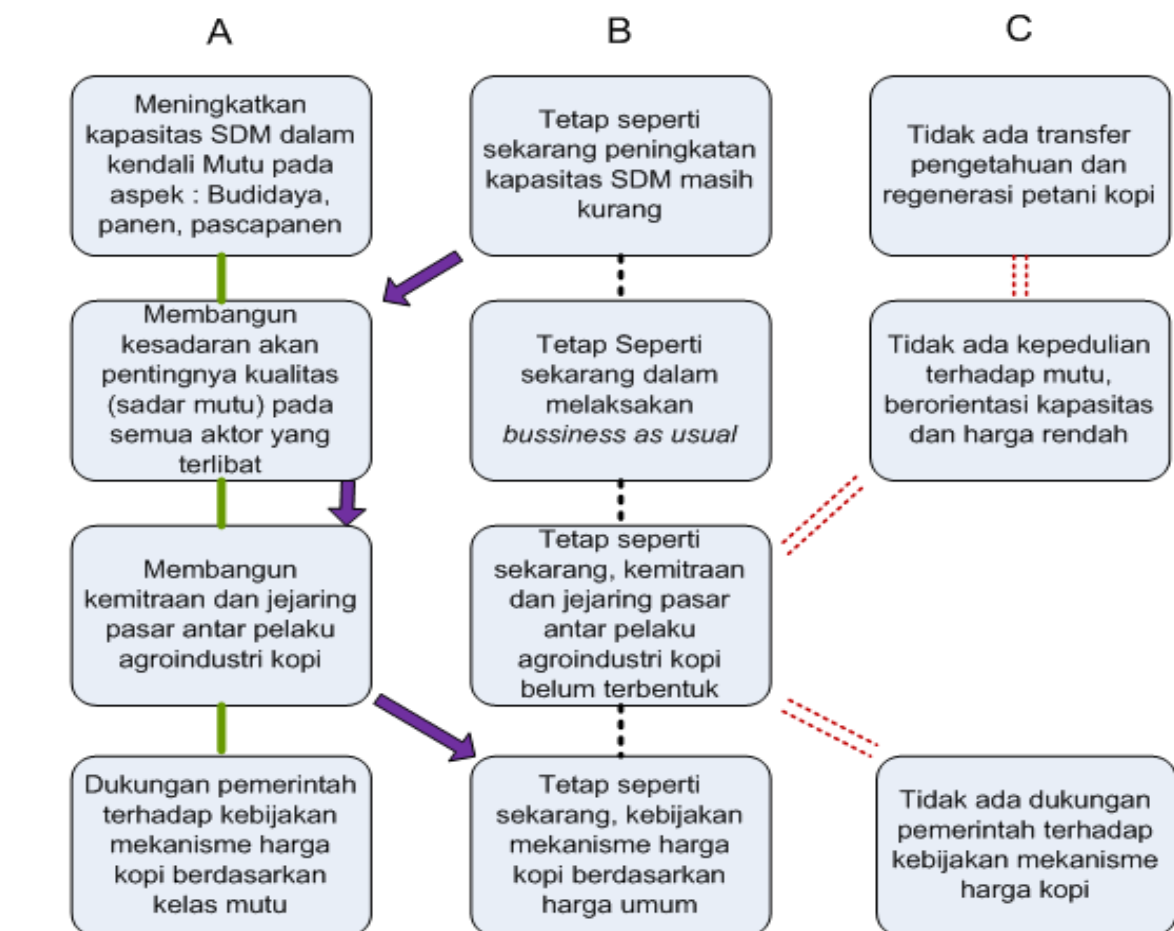 A
B
C
Meningkatkan
kapasitas SDM dalam
kendali Mutu pada
aspek : Budidaya,
panen, pascapanen
Tetap seperti
sekarang peningkatan
kapasitas SDM masih
kurang
Tidak ada transfer
pengetahuan dan
regenerasi petani kopi
Membangun
kesadaran akan
pentingnya kualitas
(sadar mutu) pada
semua aktor yang
terlibat
Tetap Seperti
sekarang dalam
melaksakan
bussiness as usual
Tidak ada kepedulian
terhadap mutu,
berorientasi kapasitas
dan harga rendah
Membangun
kemitraan dan jejaring
pasar antar pelaku
agroindustri kopi
Tetap seperti
sekarang, kemitraan
dan jejaring pasar
antar pelaku
agroindustri kopi
belum terbentuk
Dukungan pemerintah
terhadap kebijakan
mekanisme harga
kopi berdasarkan
kelas mutu
Tetap seperti
sekarang, kebijakan
mekanisme harga
kopi berdasarkan
harga umum
Tidak ada dukungan
pemerintah terhadap
kebijakan mekanisme
harga kopi